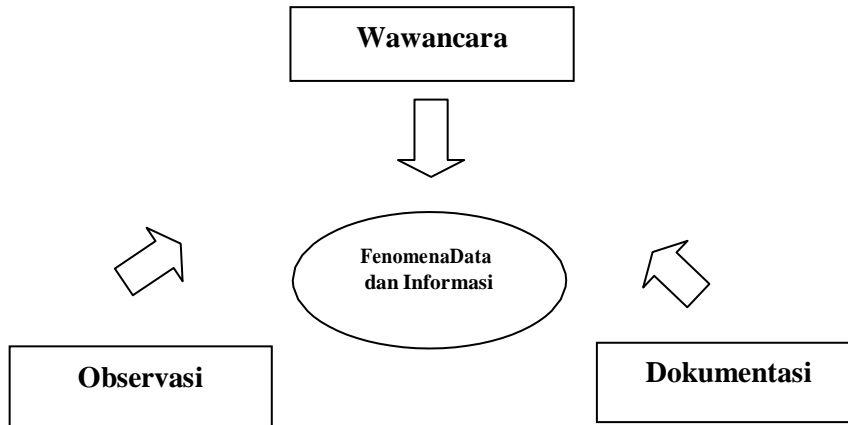 Wawancara
FenomenaData
dan Informasi
Observasi
Dokumentasi